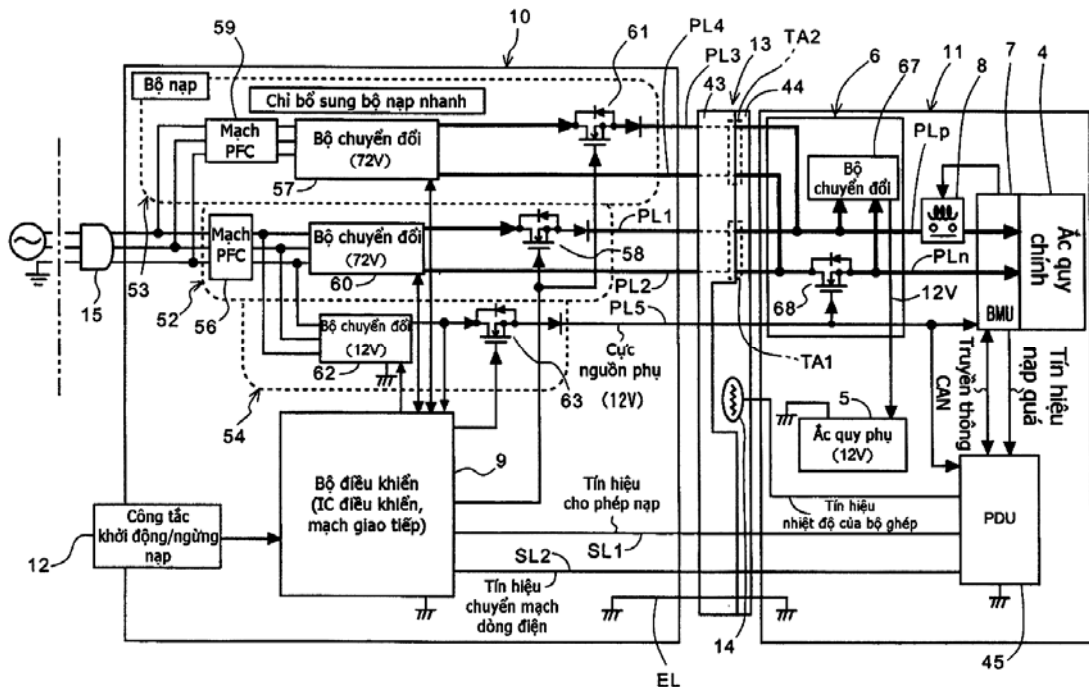 59
10
PL4
61
PL3
13
TA2
43
44
6
67
11
7
8
4
Bộ nạp
Chỉ bổ sung bộ nạp nhanh
Mạch
PFC
Bộ chuyển đổi
(72V)
57
Bộ
chuyển đổi
PLp
Mạch
PFC
Bộ chuyển đổi
(72V)
60
PL1
58
PL2
PL5
PLn
68
12V
BMU
Ắc quy
chính
15
53
52
56
Bộ chuyển đổi
(12V)
62
63
Cực
nguồn phụ
(12V)
TA1
54
9
5
Ắc quy phụ
(12V)
Truyền thông
CAN
Tín hiệu
nạp quá
Bộ điều khiển
(IC điều khiển,
mạch giao tiếp)
Tín hiệu
cho phép nạp
SL1
Tín hiệu
nhiệt độ của bộ ghép
PDU
Công tắc
khởi động/ngừng
nạp
12
SL2
Tín hiệu
chuyển mạch
dòng điện
EL
14
45